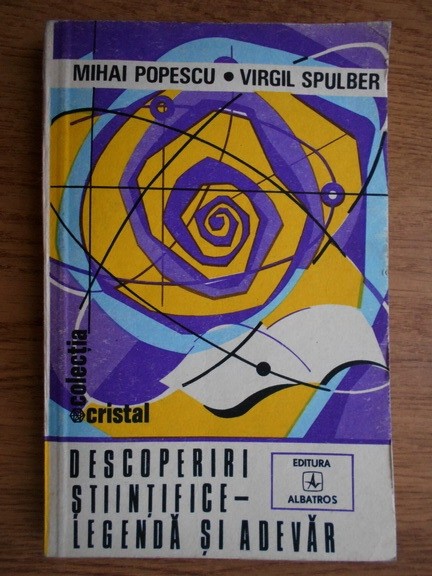 MIHAI POPESCU • VIRGIL SPULBER
colecția
cristal
DESCOPERIRI
ȘTIINȚIFICE–
LEGENDĂ ȘI ADEVĂR
EDITURA
ALBATROS